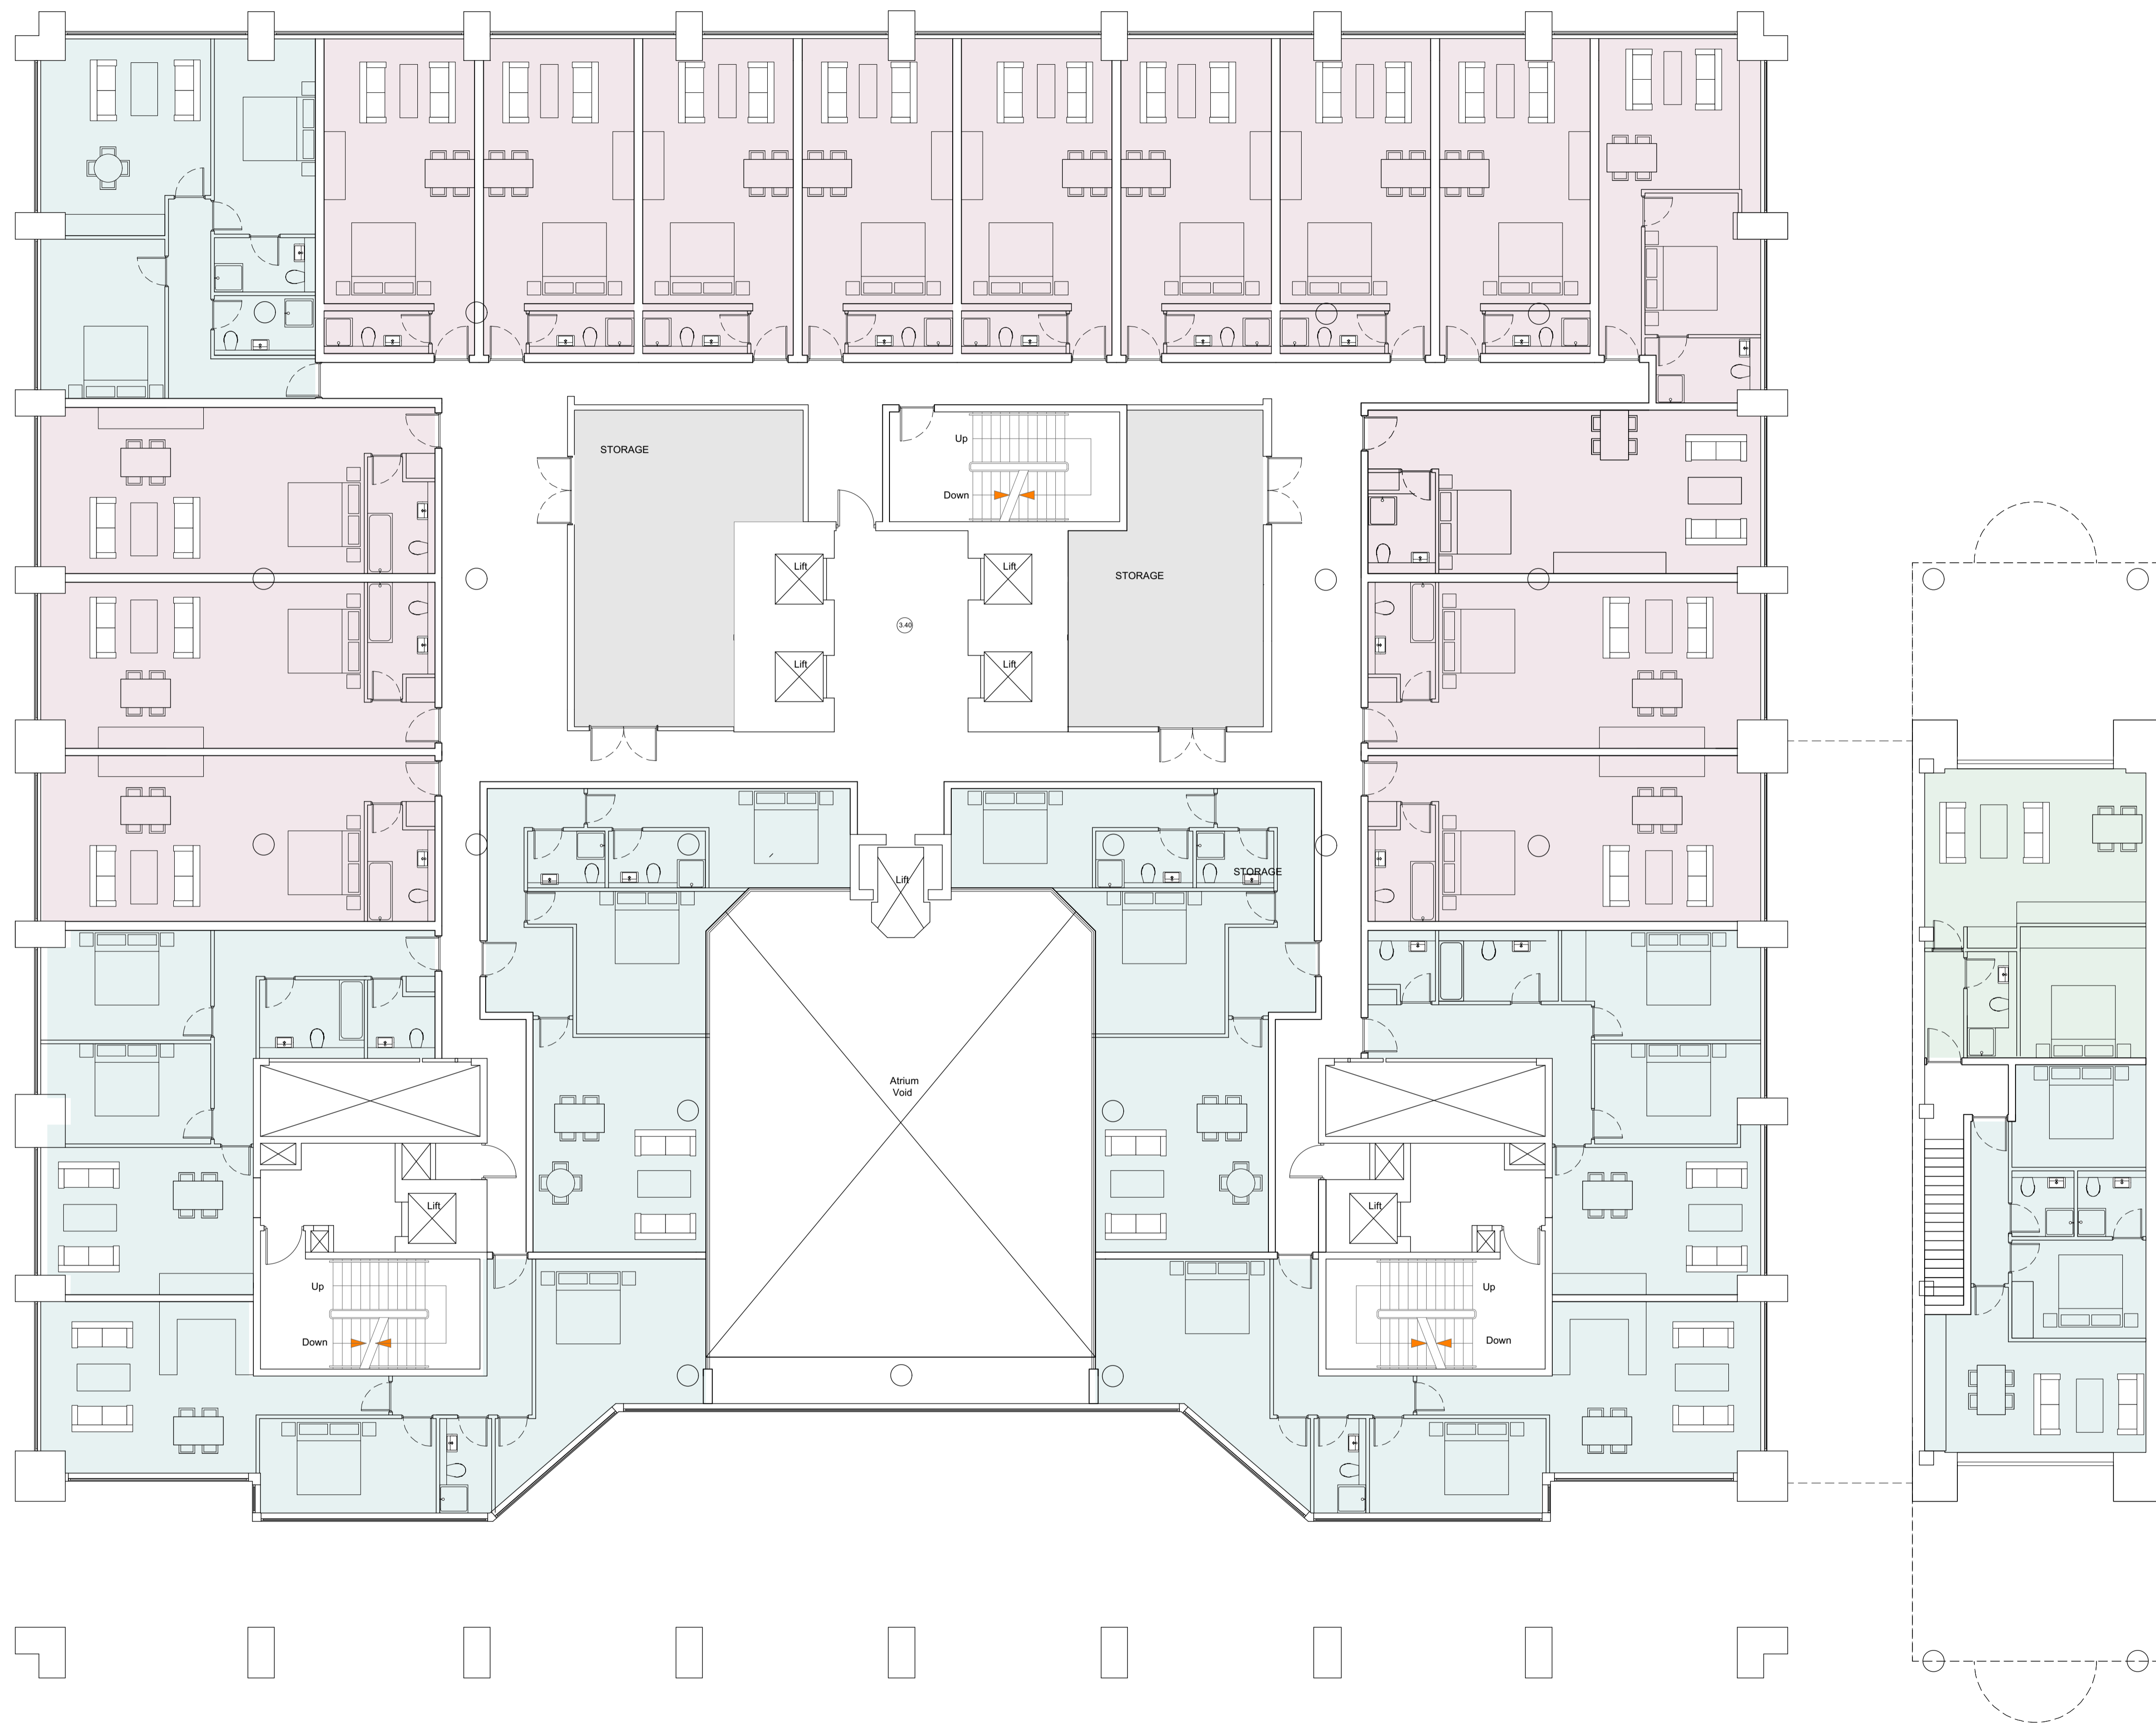 Up
STORAGE
Down
Lift
Lift
STORAGE
3.40
Lift
Lift
Lift
STORAGE
Atrium
Void
Lift
Lift
Up
Up
Down
Down